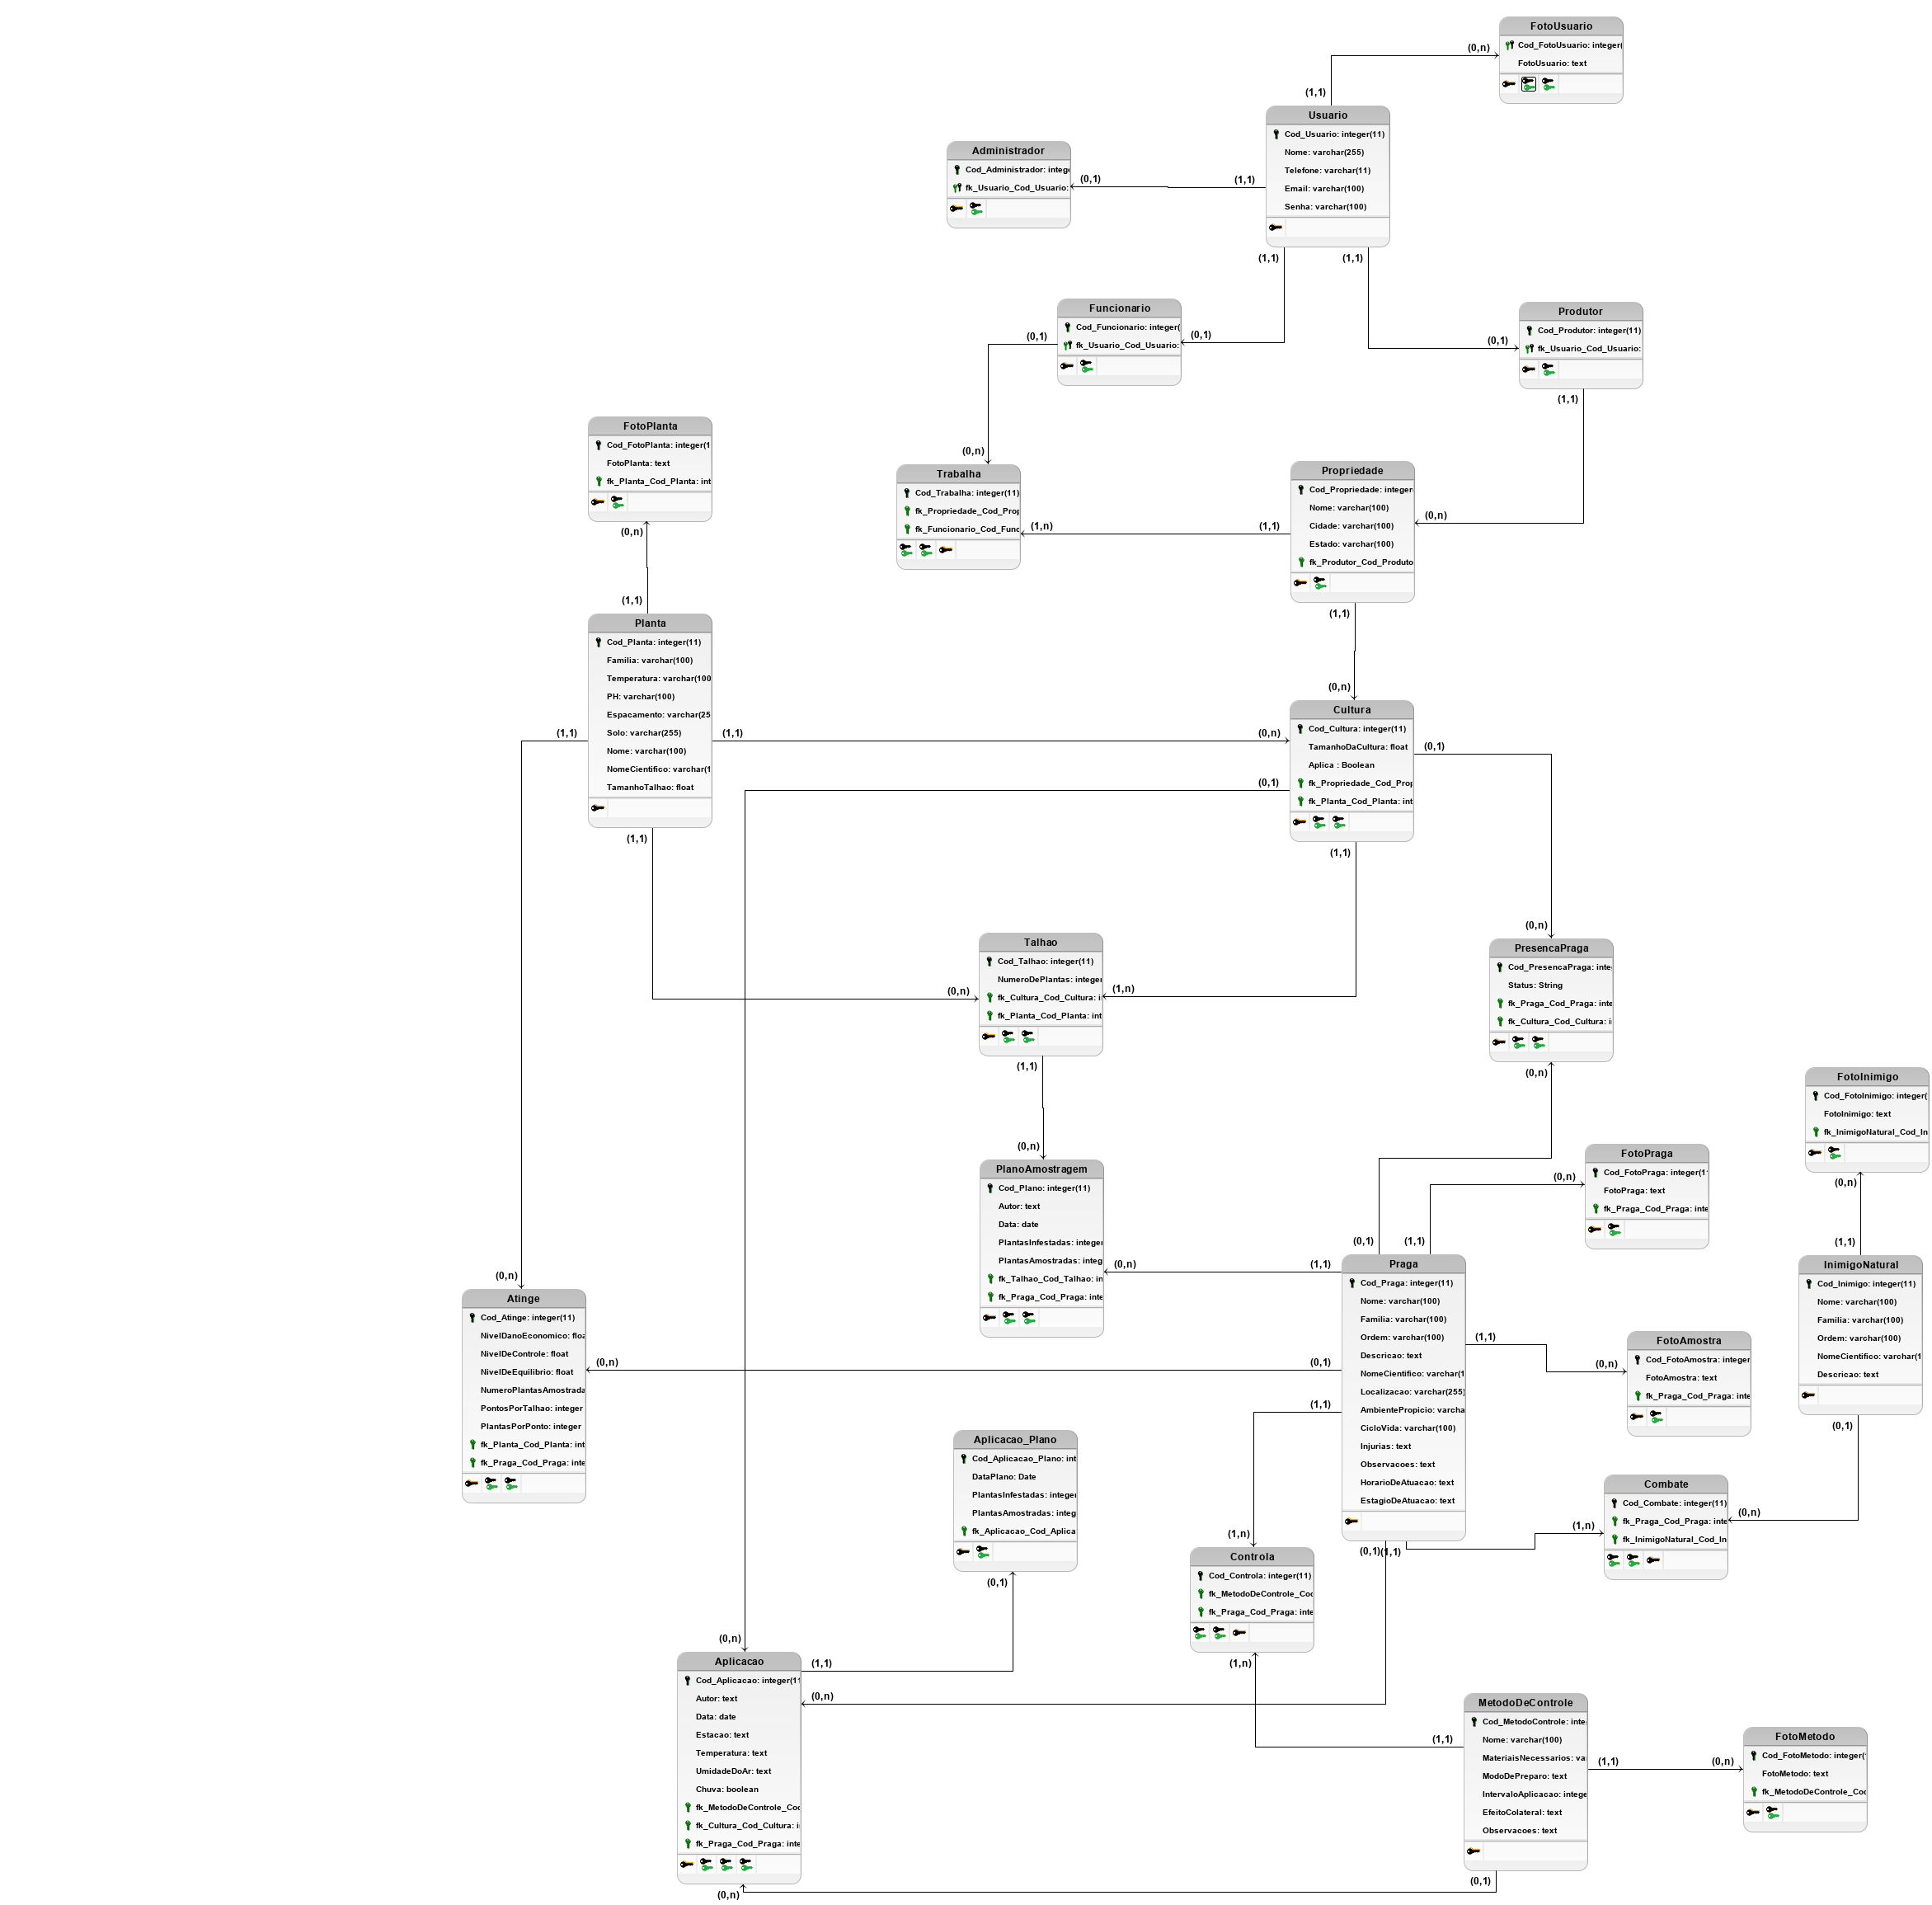 FotoUsuario
Cod_FotoUsuario: integer(
FotoUsuario: text
(0,n)
(1,1)
Usuario
Cod_Usuario: integer(11)
Nome: varchar(255)
Telefone: varchar(11)
Email: varchar(100)
Senha: varchar(100)
Administrador
Cod_Administrador: intege
fk_Usuario_Cod_Usuario:
(0,1)
(1,1)
(1,1)
(1,1)
Funcionario
Cod_Funcionario: integer(
fk_Usuario_Cod_Usuario:
(0,1)
(0,1)
Produtor
Cod_Produtor: integer(11)
fk_Usuario_Cod_Usuario:
(0,1)
(1,1)
FotoPlanta
Cod_FotoPlanta: integer(1
FotoPlanta: text
fk_Planta_Cod_Planta: int
(0,n)
(1,1)
(0,n)
Trabalha
Cod_Trabalha: integer(11)
fk_Propriedade_Cod_Prop
fk_Funcionario_Cod_Func
(1,n)
(1,1)
Propriedade
Cod_Propriedade: integer
Nome: varchar(100)
Cidade: varchar(100)
Estado: varchar(100)
fk_Produtor_Cod_Produto
(0,n)
(1,1)
(0,n)
Planta
Cod_Planta: integer(11)
Familia: varchar(100)
Temperatura: varchar(100
PH: varchar(100)
Espacamento: varchar(25
Solo: varchar(255)
Nome: varchar(100)
NomeCientifico: varchar(1
TamanhoTalhao: float
(1,1)
(1,1)
(1,1)
Cultura
Cod_Cultura: integer(11)
TamanhoDaCultura: float
Aplica : Boolean
fk_Propriedade_Cod_Prop
fk_Planta_Cod_Planta: int
(0,n)
(0,1)
(0,1)
(1,1)
Talhao
Cod_Talhao: integer(11)
NumeroDePlantas: integer
fk_Cultura_Cod_Cultura: i
fk_Planta_Cod_Planta: int
(0,n)
(1,n)
(1,1)
(0,n)
PresencaPraga
Cod_PresencaPraga: inte
Status: String
fk_Praga_Cod_Praga: inte
fk_Cultura_Cod_Cultura: i
(0,n)
(0,n)
FotoInimigo
Cod_FotoInimigo: integer(
FotoInimigo: text
fk_InimigoNatural_Cod_In
(0,n)
(1,1)
FotoPraga
Cod_FotoPraga: integer(11
FotoPraga: text
fk_Praga_Cod_Praga: inte
(0,n)
PlanoAmostragem
Cod_Plano: integer(11)
Autor: text
Data: date
PlantasInfestadas: integer
PlantasAmostradas: integ
fk_Talhao_Cod_Talhao: in
fk_Praga_Cod_Praga: inte
(0,n)
(1,1)
(0,1)
(1,1)
Praga
Cod_Praga: integer(11)
Nome: varchar(100)
Familia: varchar(100)
Ordem: varchar(100)
Descricao: text
NomeCientifico: varchar(1
Localizacao: varchar(255)
AmbientePropicio: varcha
CicloVida: varchar(100)
Injurias: text
Observacoes: text
HorarioDeAtuacao: text
EstagioDeAtuacao: text
(1,1)
(0,1)
(1,1)
(0,1)
(1,1)
InimigoNatural
Cod_Inimigo: integer(11)
Nome: varchar(100)
Familia: varchar(100)
Ordem: varchar(100)
NomeCientifico: varchar(1
Descricao: text
(0,1)
FotoAmostra
Cod_FotoAmostra: integer
FotoAmostra: text
fk_Praga_Cod_Praga: inte
(0,n)
(0,n)
Atinge
Cod_Atinge: integer(11)
NivelDanoEconomico: floa
NivelDeControle: float
NivelDeEquilibrio: float
NumeroPlantasAmostrada
PontosPorTalhao: integer
PlantasPorPonto: integer
fk_Planta_Cod_Planta: int
fk_Praga_Cod_Praga: inte
(0,n)
Aplicacao_Plano
Cod_Aplicacao_Plano: int
DataPlano: Date
PlantasInfestadas: integer
PlantasAmostradas: integ
fk_Aplicacao_Cod_Aplica
(0,1)
Combate
Cod_Combate: integer(11)
fk_Praga_Cod_Praga: inte
fk_InimigoNatural_Cod_In
(1,n)
(0,n)
(1,n)
Controla
Cod_Controla: integer(11)
fk_MetodoDeControle_Coc
fk_Praga_Cod_Praga: inte
(1,n)
(0,n)
Aplicacao
Cod_Aplicacao: integer(11
Autor: text
Data: date
Estacao: text
Temperatura: text
UmidadeDoAr: text
Chuva: boolean
fk_MetodoDeControle_Coc
fk_Cultura_Cod_Cultura: i
fk_Praga_Cod_Praga: inte
(1,1)
(0,n)
(0,n)
MetodoDeControle
Cod_MetodoControle: inte
Nome: varchar(100)
MateriaisNecessarios: va
ModoDePreparo: text
IntervaloAplicacao: intege
EfeitoColateral: text
Observacoes: text
(1,1)
(1,1)
(0,1)
FotoMetodo
Cod_FotoMetodo: integer(
FotoMetodo: text
fk_MetodoDeControle_Coc
(0,n)